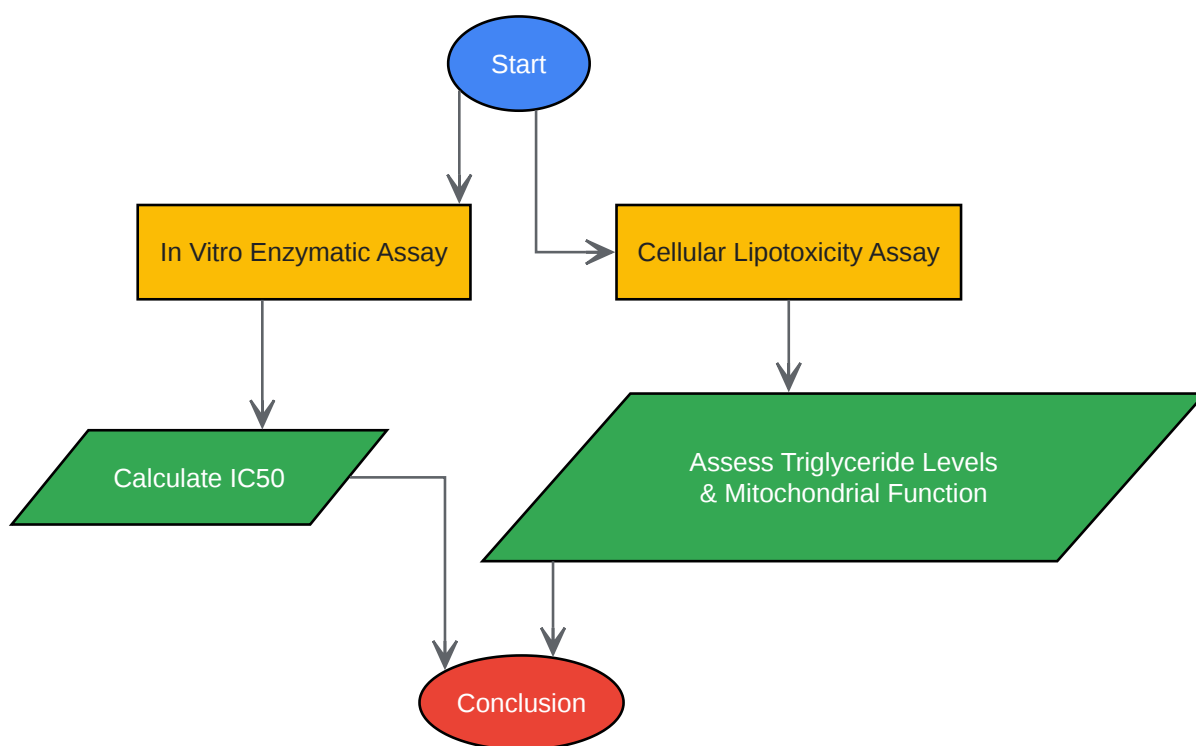 Start
In Vitro Enzymatic Assay
Cellular Lipotoxicity Assay
Calculate IC50
Assess Triglyceride Levels
& Mitochondrial Function
Conclusion